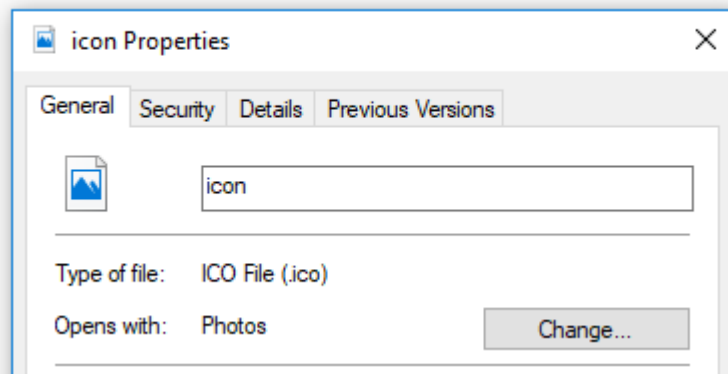 icon Properties
General Security Details Previous Versions
icon
Type of file: ICO File (.ico)
Opens with: Photos Change...